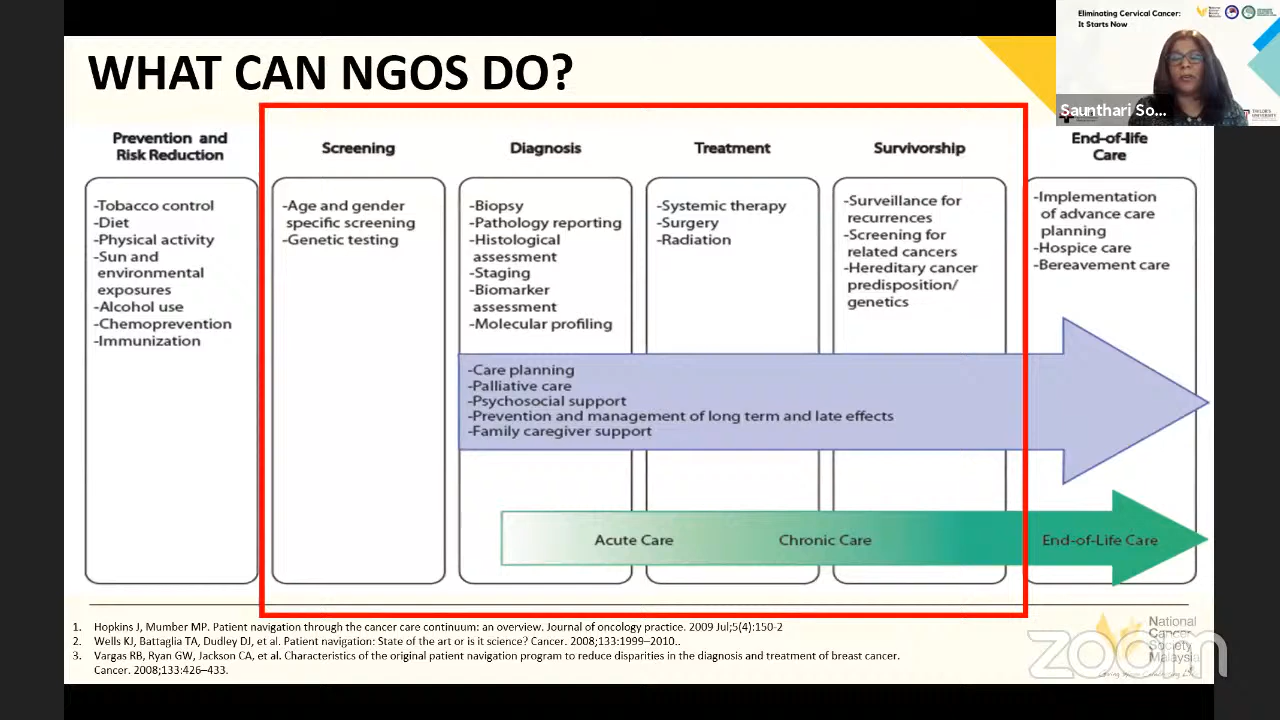 Eliminating Cervical Cancer:
It Starts Now
Saunthari So...
WHAT CAN NGOS DO?
Prevention and
Risk Reduction
-Tobacco control
-Diet
-Physical activity
-Sun and
environmental
exposures
-Alcohol use
-Chemoprevention
-Immunization
Screening
-Age and gender
specific screening
-Genetic testing
Diagnosis
-Biopsy
-Pathology reporting
-Histological
assessment
-Staging
-Biomarker
assessment
-Molecular profiling
Treatment
-Systemic therapy
-Surgery
-Radiation
Survivorship
-Surveillance for
recurrences
-Screening for
related cancers
-Hereditary cancer
predisposition/
genetics
End-of-life
Care
-Implementation
of advance care
planning
-Hospice care
-Bereavement care
-Care planning
-Palliative care
-Psychosocial support
-Prevention and management of long term and late effects
-Family caregiver support
Acute Care
Chronic Care
End-of-Life Care
1. Hopkins J, Mumber MP. Patient navigation through the cancer care continuum: an overview. Journal of oncology practice. 2009 Jul;5(4):150-2
2. Wells KJ, Battaglia TA, Dudley DJ, et al. Patient navigation: State of the art or is it science? Cancer. 2008;133:1999–2010..
3. Vargas RB, Ryan GW, Jackson CA, et al. Characteristics of the original patient navigation program to reduce disparities in the diagnosis and treatment of breast cancer.
Cancer. 2008;133:426–433.
National
Cancer
Society
Malaysia
zoom